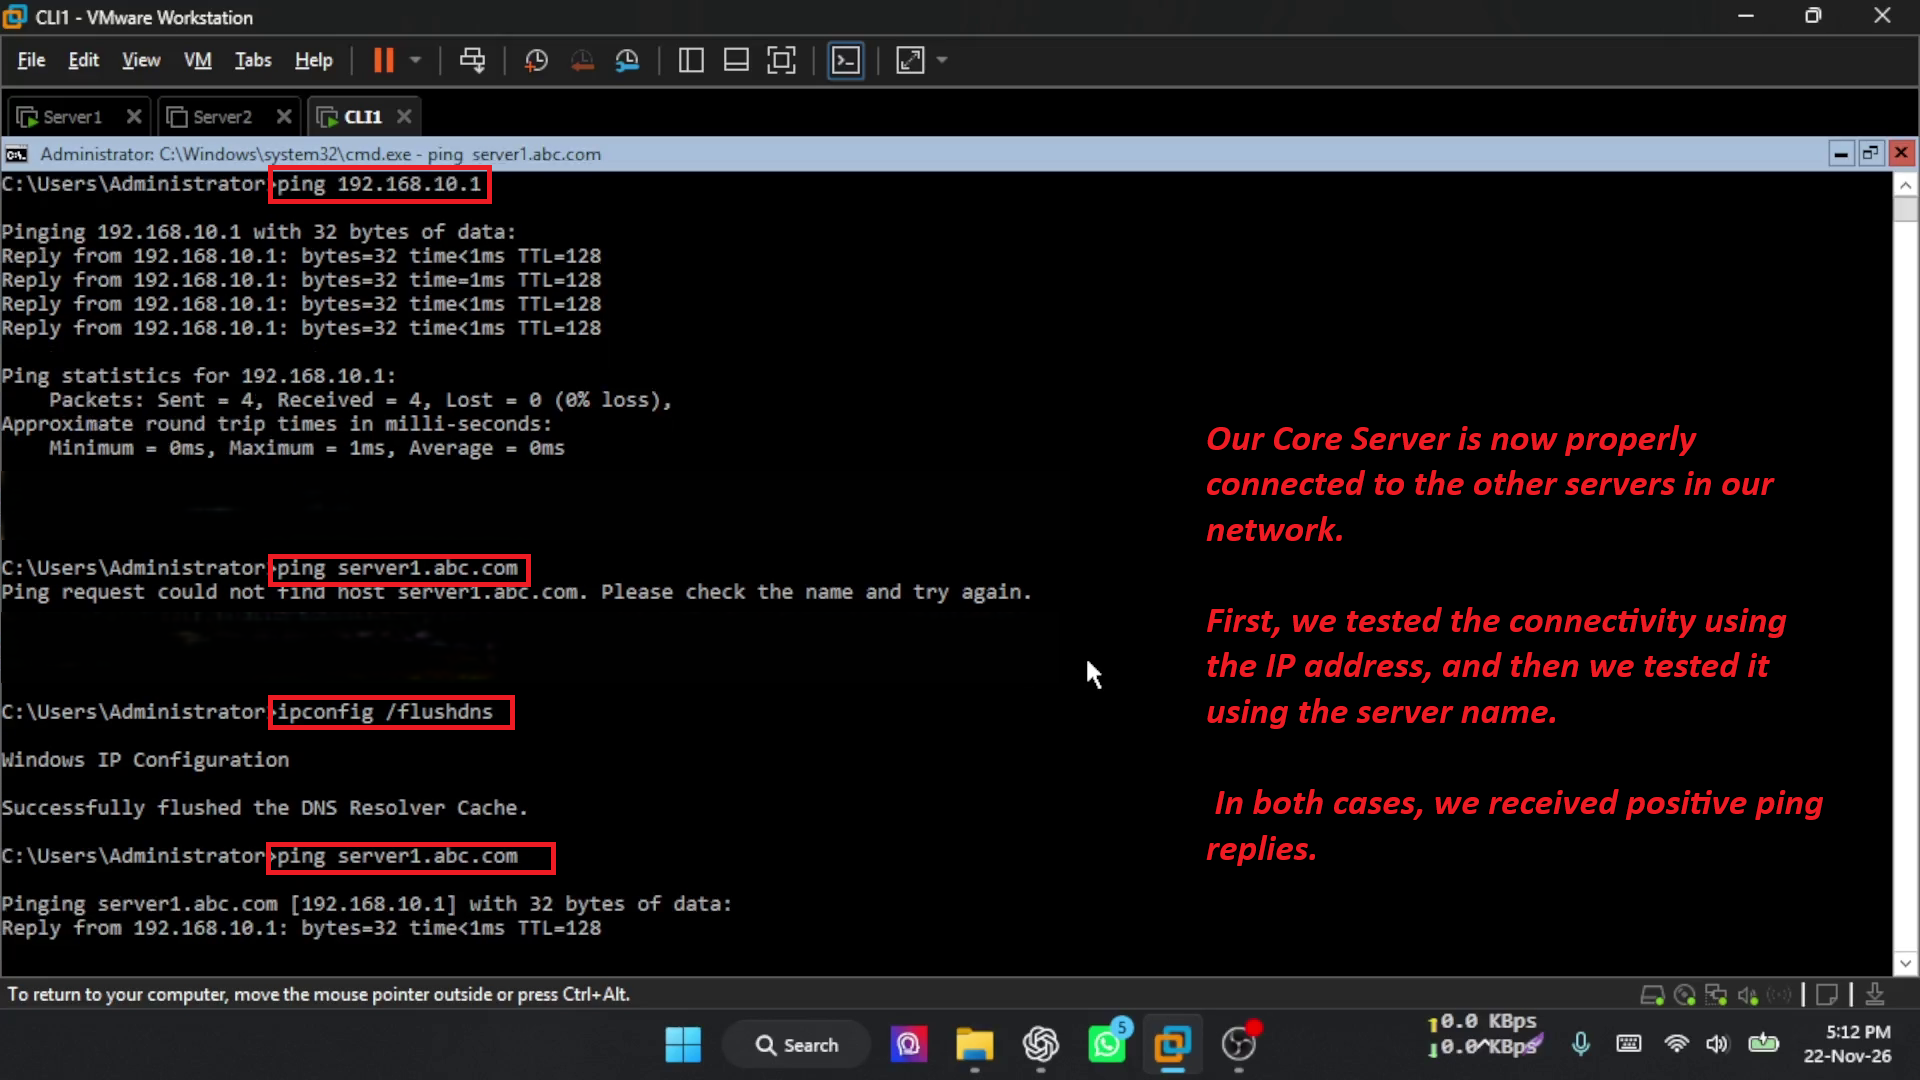 CLI1 - VMware Workstation
File Edit View VM Tabs Help
Server1 Server2 CLI1
Administrator: C:\Windows\system32\cmd.exe - ping server1.abc.com
C:\Users\Administrator>ping 192.168.10.1
Pinging 192.168.10.1 with 32 bytes of data:
Reply from 192.168.10.1: bytes=32 time<1ms TTL=128
Reply from 192.168.10.1: bytes=32 time=1ms TTL=128
Reply from 192.168.10.1: bytes=32 time<1ms TTL=128
Reply from 192.168.10.1: bytes=32 time<1ms TTL=128
Ping statistics for 192.168.10.1:
Packets: Sent = 4, Received = 4, Lost = 0 (0% loss),
Approximate round trip times in milli-seconds:
Minimum = 0ms, Maximum = 1ms, Average = 0ms
C:\Users\Administrator>ping server1.abc.com
Ping request could not find host server1.abc.com. Please check the name and try again.
C:\Users\Administrator>ipconfig /flushdns
Windows IP Configuration
Successfully flushed the DNS Resolver Cache.
C:\Users\Administrator>ping server1.abc.com
Pinging server1.abc.com [192.168.10.1] with 32 bytes of data:
Reply from 192.168.10.1: bytes=32 time<1ms TTL=128
Our Core Server is now properly
connected to the other servers in our
network.
First, we tested the connectivity using
the IP address, and then we tested it
using the server name.
In both cases, we received positive ping
replies.
To return to your computer, move the mouse pointer outside or press Ctrl+Alt.
Search
5
0.0 KBps
0.0 KBps
5:12 PM
22-Nov-26